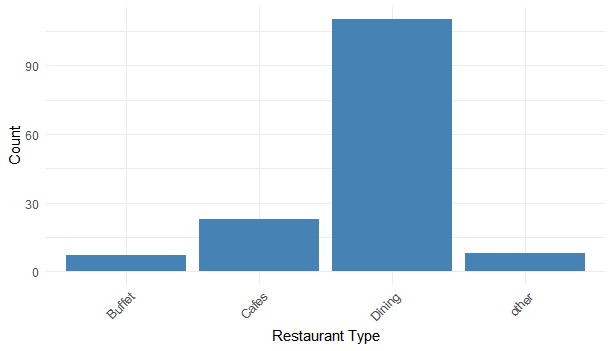 Count
90
60
30
0
Buffet
Cafes
Dining
other
Restaurant Type